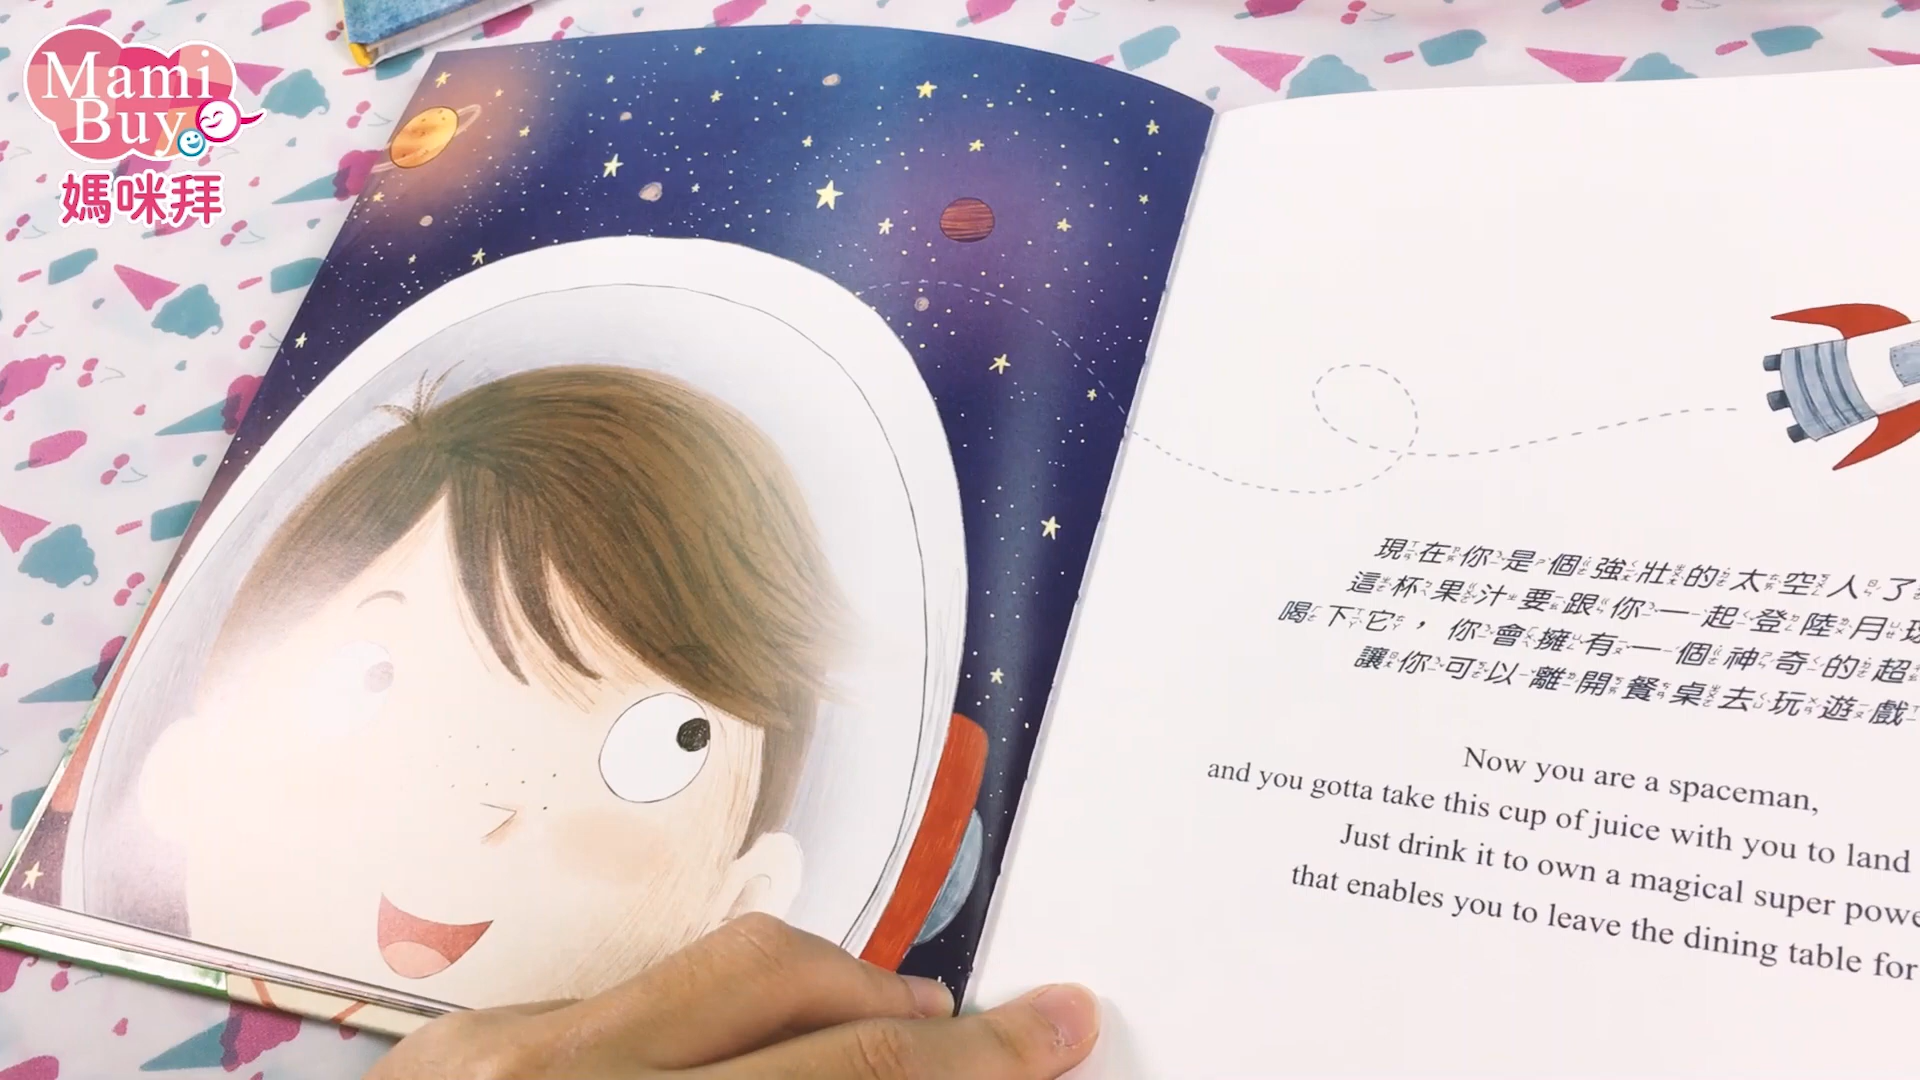 Mami
Buy
媽咪拜
現在你是個強壯的太空人了
這杯果汁要跟你一起登陸月球
喝下它，你會擁有一個神奇的超
讓你可以離開餐桌去玩遊戲
Now you are a spaceman,
and you gotta take this cup of juice with you to land
Just drink it to own a magical super powe
that enables you to leave the dining table for